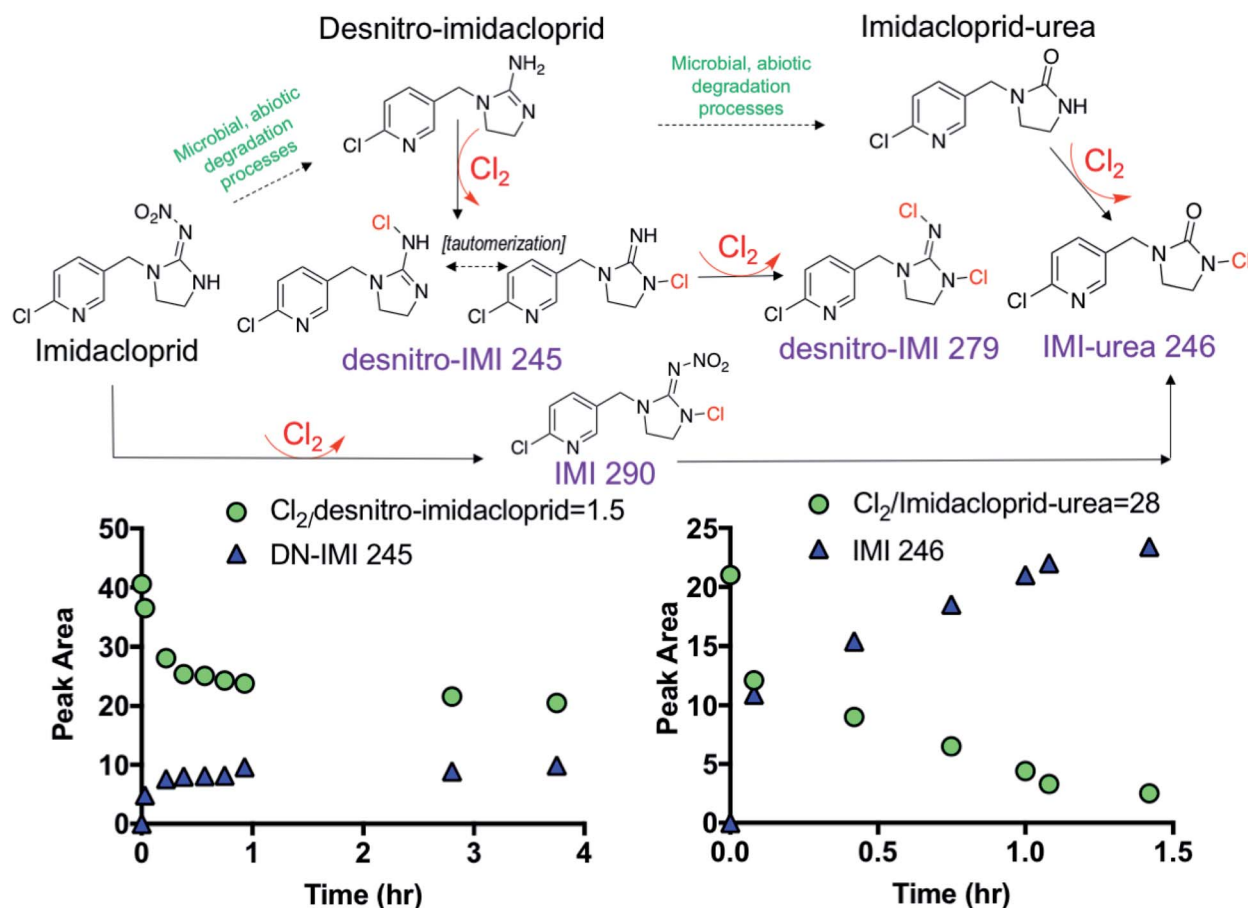 Desnitro-imidacloprid
Imidacloprid-urea
NH2
N
N
N
Cl
Microbial, abiotic
degradation
processes
Microbial, abiotic
degradation
processes
O
N
NH
N
Cl
Cl2
Cl2
O2N
N
N
NH
N
Cl
Imidacloprid
Cl
NH
N
N
N
Cl
[tautomerization]
NH
N
N-Cl
N
Cl
desnitro-IMI 245
Cl2
Cl
N
N
N
Cl
N
Cl
desnitro-IMI 279
O
N
N-Cl
N
Cl
IMI-urea 246
Cl2
N-NO2
N
N
Cl
N
Cl
IMI 290
Cl2/desnitro-imidacloprid=1.5
DN-IMI 245
Peak Area
50
40
30
20
10
0
0 1 2 3 4
Time (hr)
Cl2/Imidacloprid-urea=28
IMI 246
Peak Area
25
20
15
10
5
0
0.0 0.5 1.0 1.5
Time (hr)